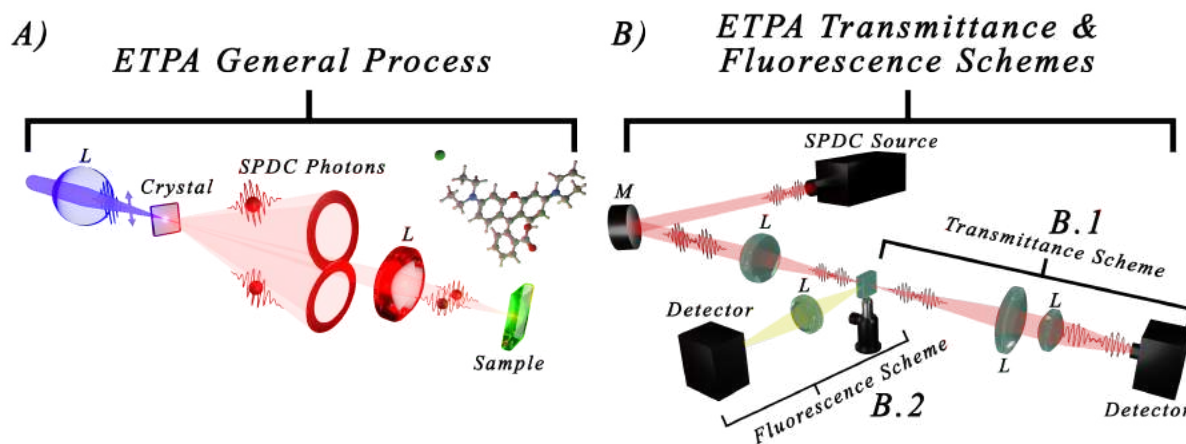 A)
ETPA General Process
L
Crystal
SPDC Photons
L
Sample
B)
ETPA Transmittance &
Fluorescence Schemes
SPDC Source
M
L
B.1
Transmittance Scheme
L
Detector
L
L
Fluorescence Scheme
B.2
Detector